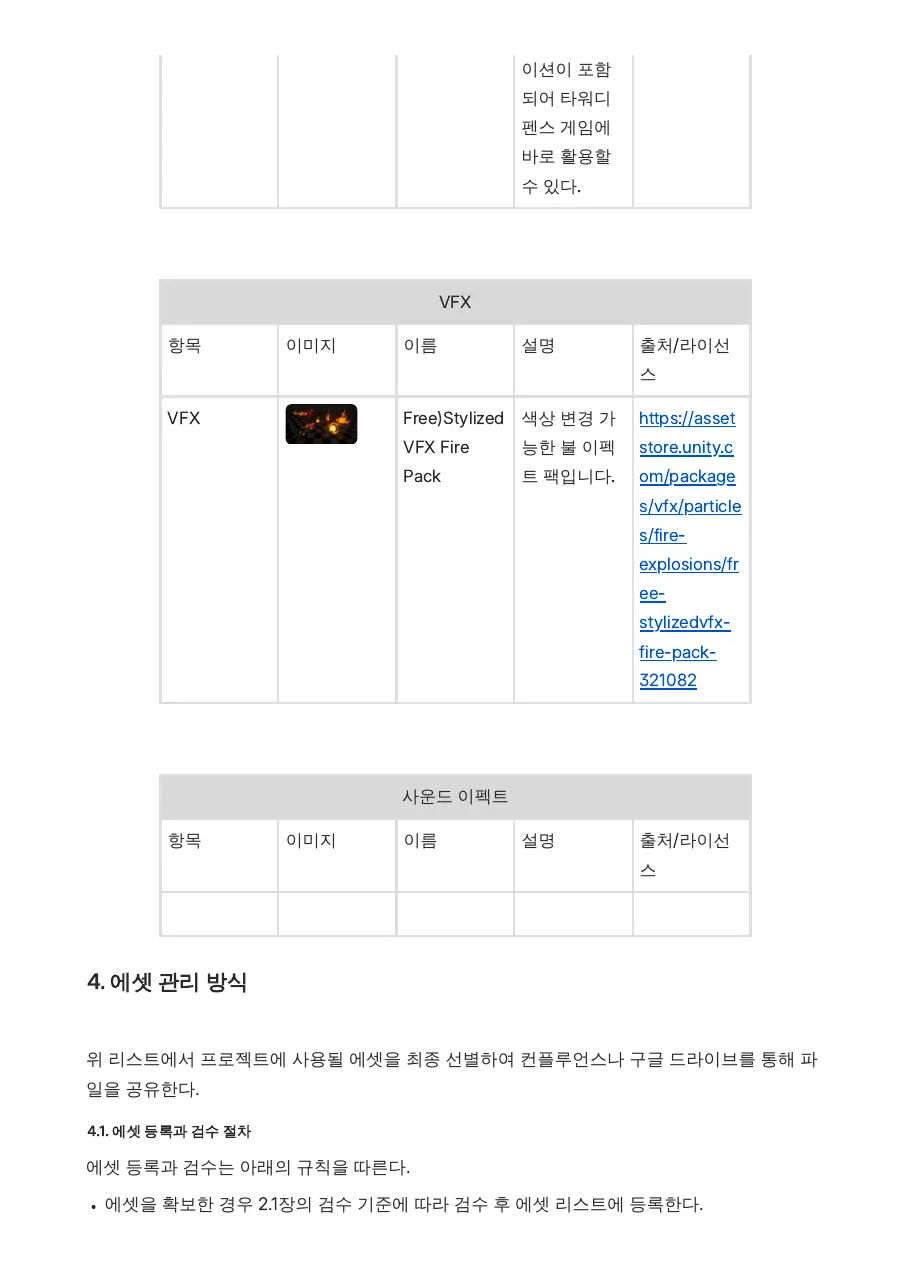 이션이 포함
되어 타워디
펜스 게임에
바로 활용할
수 있다.
VFX
항목 이미지 이름 설명 출처/라이선
스
VFX Free)Stylized 색상 변경 가 https://asset
VFX Fire 능한 불 이펙 store.unity.c
Pack 트 팩입니다. om/package
s/vfx/particle
s/fire-
explosions/fr
ee-
stylizedvfx-
fire-pack-
321082
사운드 이펙트
항목 이미지 이름 설명 출처/라이선
스
4. 에셋 관리 방식
위 리스트에서 프로젝트에 사용될 에셋을 최종 선별하여 컨플루언스나 구글 드라이브를 통해 파
일을 공유한다.
4.1. 에셋 등록과 검수 절차
에셋 등록과 검수는 아래의 규칙을 따른다.
• 에셋을 확보한 경우 2.1장의 검수 기준에 따라 검수 후 에셋 리스트에 등록한다.